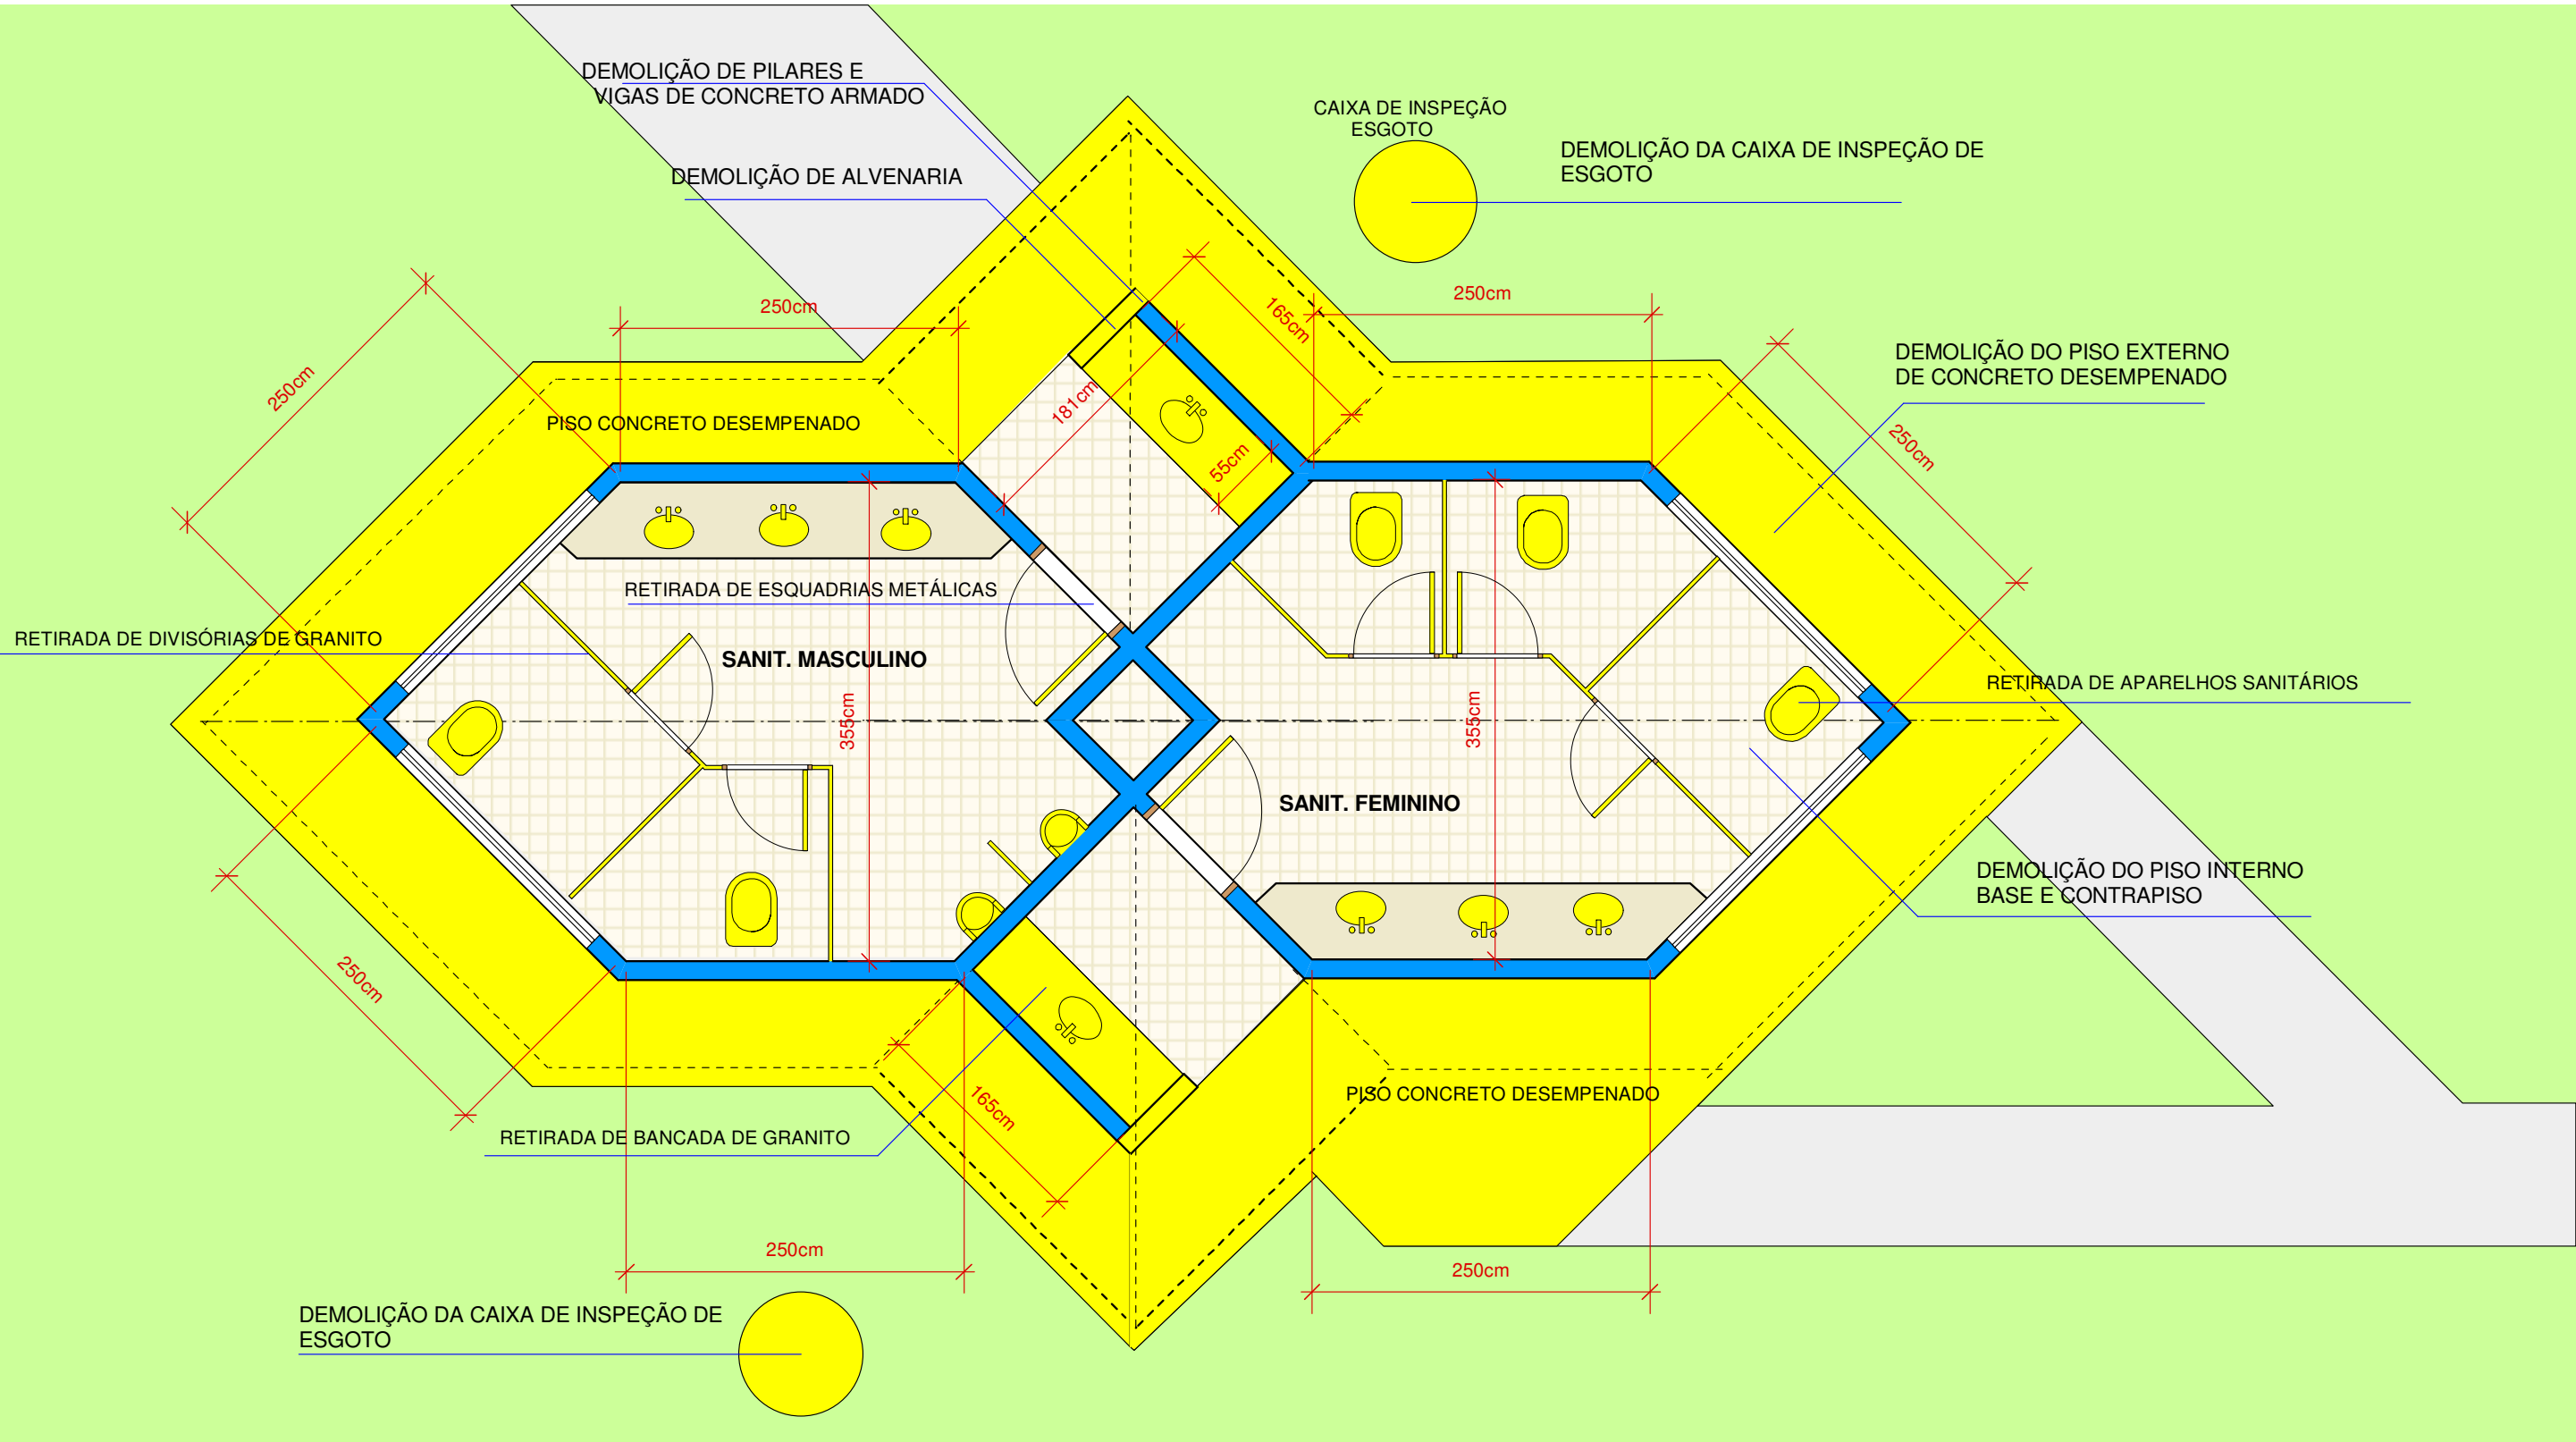 DEMOLIÇÃO DE PILARES E
VIGAS DE CONCRETO ARMADO
CAIXA DE INSPEÇÃO
ESGOTO
DEMOLIÇÃO DA CAIXA DE INSPEÇÃO DE
ESGOTO
DEMOLIÇÃO DE ALVENARIA
250cm
165cm
250cm
DEMOLIÇÃO DO PISO EXTERNO
DE CONCRETO DESEMPENADO
250cm
181cm
PISO CONCRETO DESEMPENADO
55cm
250cm
RETIRADA DE ESQUADRIAS METÁLICAS
RETIRADA DE DIVISÓRIAS DE GRANITO
SANIT. MASCULINO
RETIRADA DE APARELHOS SANITÁRIOS
355cm
355cm
SANIT. FEMININO
DEMOLIÇÃO DO PISO INTERNO
BASE E CONTRAPISO
250cm
165cm
PISO CONCRETO DESEMPENADO
RETIRADA DE BANCADA DE GRANITO
250cm
250cm
DEMOLIÇÃO DA CAIXA DE INSPEÇÃO DE
ESGOTO